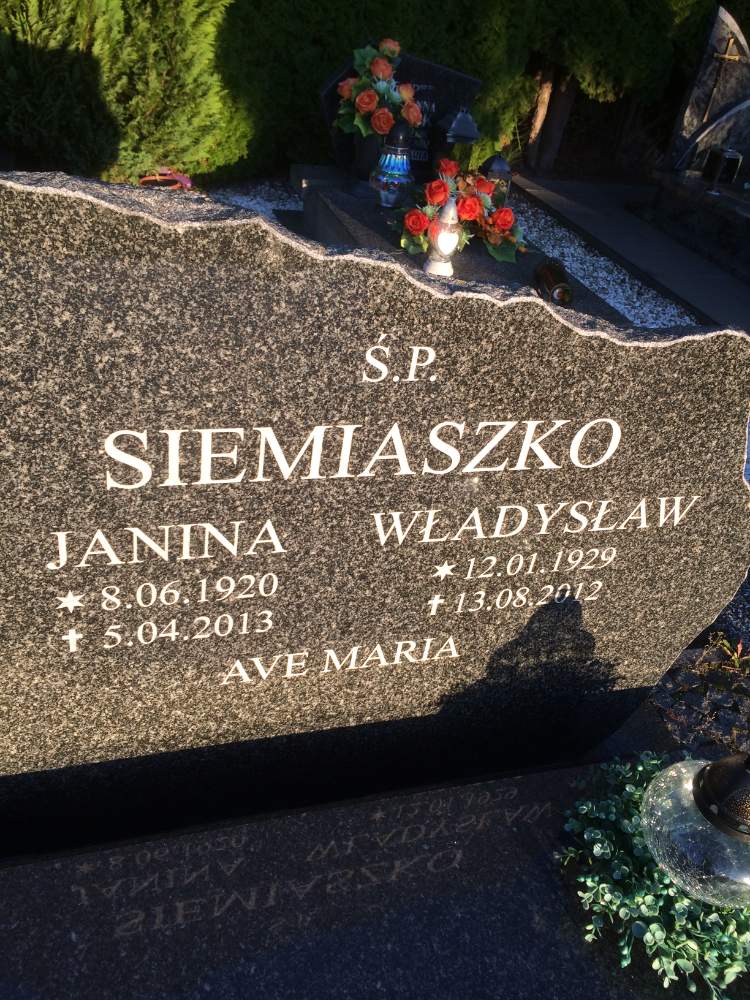 Ś.P.
SIEMIASZKO
JANINA WŁADYSŁAW
★ 8.06.1920 ★ 12.01.1929
✝ 5.04.2013 ✝ 13.08.2012
AVE MARIA